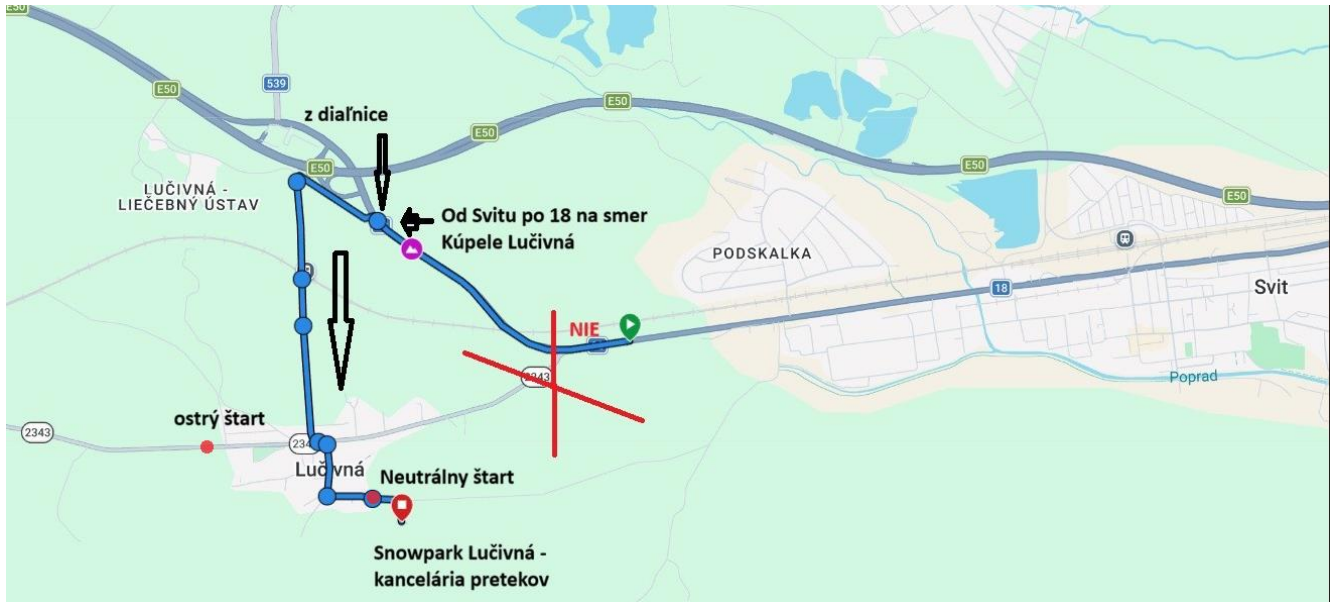 E50
539
E50
E50
z diaľnice
E50
E50
E50
E50
LUČIVNÁ -
LIEČEBNÝ ÚSTAV
Od Svitu po 18 na smer
Kúpele Lučivná
PODSKALKA
18
Svit
NIE
2343
Poprad
ostrý štart
2343
Lučivná
Neutrálny štart
Snowpark Lučivná -
kancelária pretekov